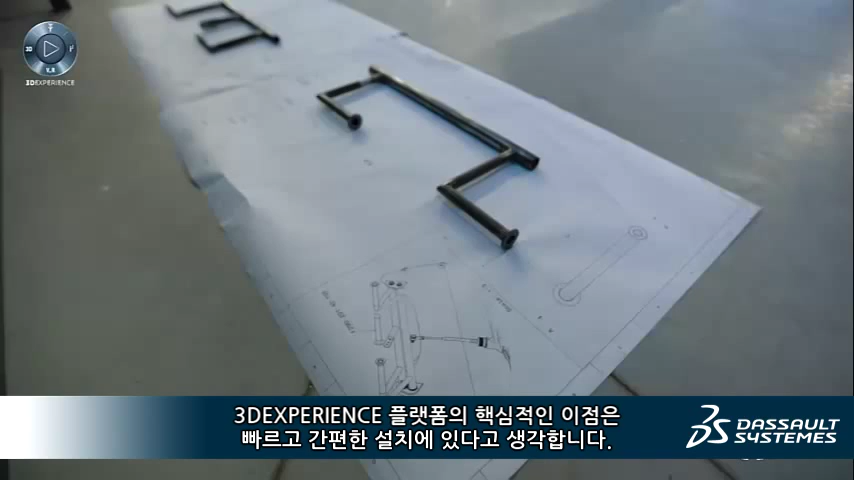 3D
V.R
3DEXPERIENCE
3DEXPERIENCE 플랫폼의 핵심적인 이점은
빠르고 간편한 설치에 있다고 생각합니다.
DASSAULT
SYSTEMES